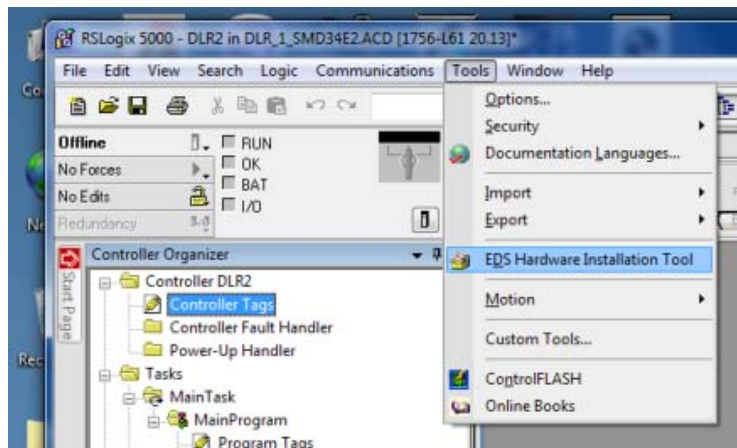 RSLogix 5000 - DLR2 in DLR_1_SMD34E2.ACD [1756-L61 20.13]*
File Edit View Search Logic Communications Tools Window Help
Offline
RUN
No Forces
OK
No Edits
BAT
Redundancy
I/O
Options...
Security
Documentation Languages...
Import
Export
EDS Hardware Installation Tool
Motion
Custom Tools...
ControlFLASH
Online Books
Start Page
Controller Organizer
Controller DLR2
Controller Tags
Controller Fault Handler
Power-Up Handler
Tasks
MainTask
MainProgram
Program Tags